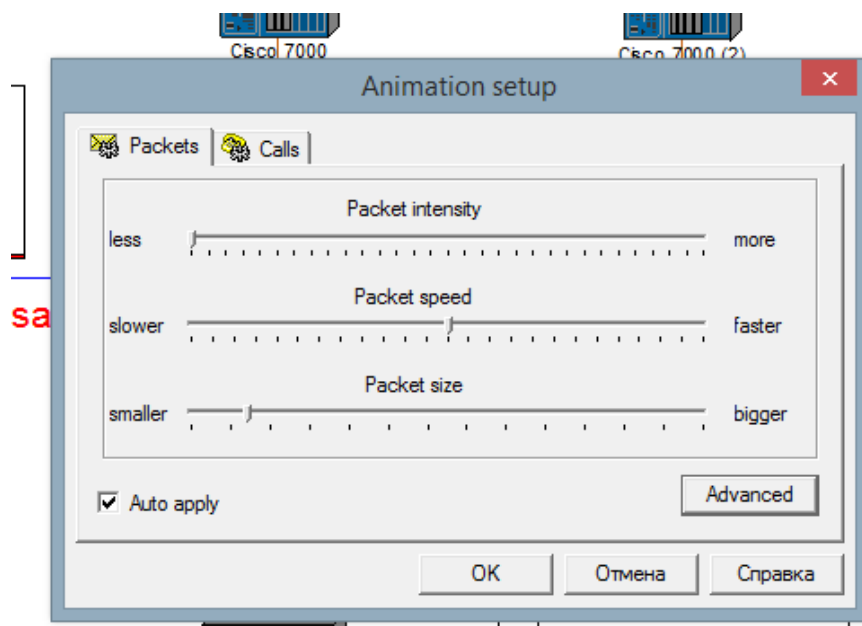 Cisco 7000
Cisco 7000 (2)
Animation setup
Packets
Calls
Packet intensity
less
more
Packet speed
slower
faster
Packet size
smaller
bigger
sa
Auto apply
Advanced
OK
Отмена
Справка